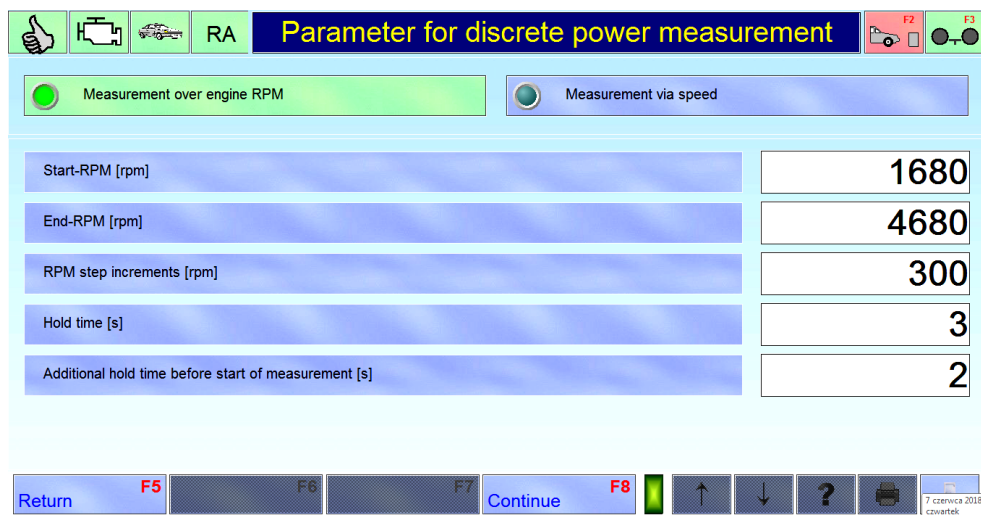 RA
Parameter for discrete power measurement
F2
F3
Measurement over engine RPM
Measurement via speed
Start-RPM [rpm]
1680
End-RPM [rpm]
4680
RPM step increments [rpm]
300
Hold time [s]
3
Additional hold time before start of measurement [s]
2
Return F5
F6
F7
Continue F8
?
7 czerwca 2018
czwartek